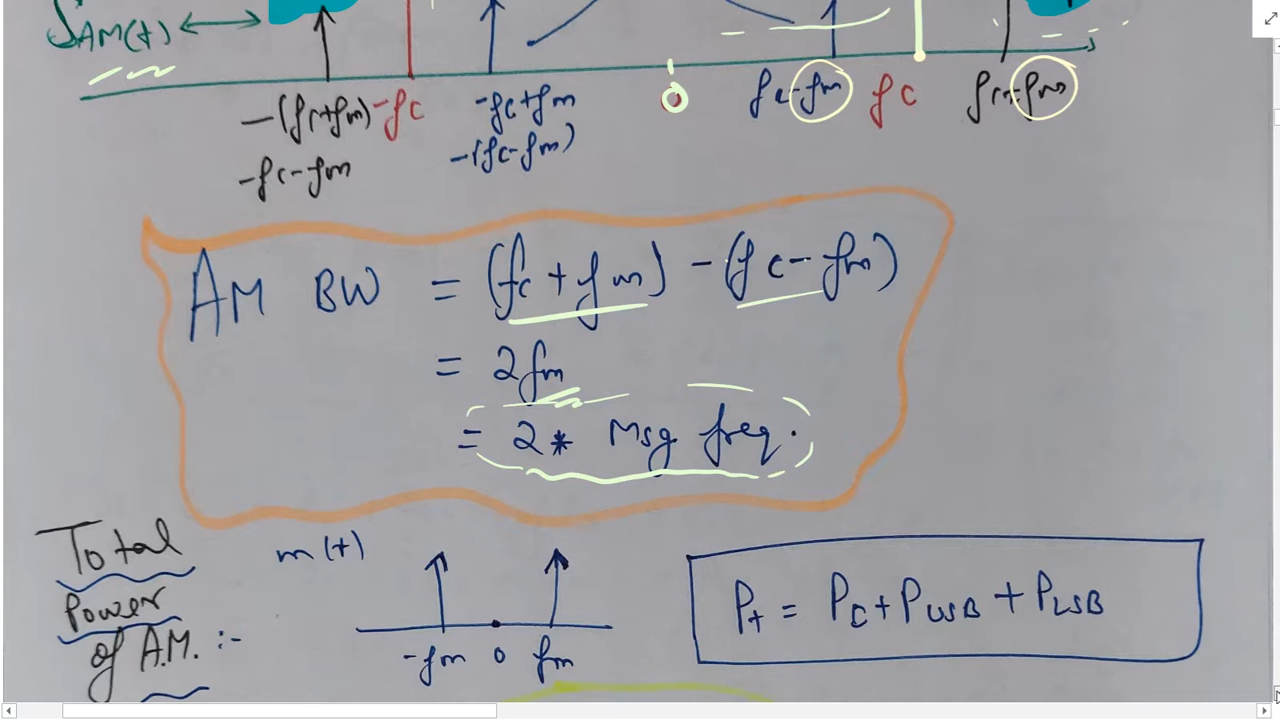 SAM(t)
-(fc+fm) -fc -fc+fm 0 fc-fm fc fc+fm
-fc-fm -(fc-fm)
AM BW = (fc+fm) - (fc-fm)
= 2fm
= 2* Msg freq.
Total
Power
of A.M. :-
m(t)
-fm 0 fm
Pt = PC+PUSB + PLSB